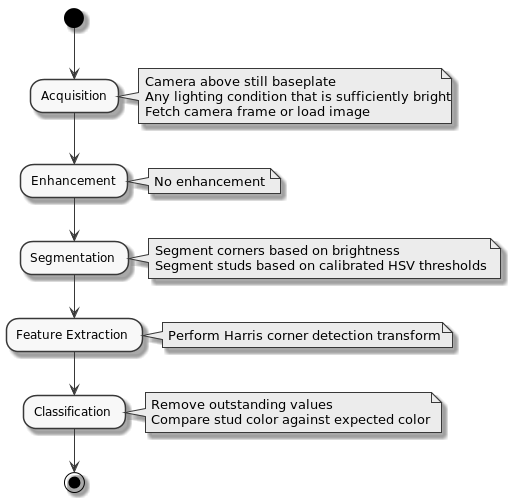 Acquisition
Camera above still baseplate
Any lighting condition that is sufficiently bright
Fetch camera frame or load image
Enhancement
No enhancement
Segmentation
Segment corners based on brightness
Segment studs based on calibrated HSV thresholds
Feature Extraction
Perform Harris corner detection transform
Classification
Remove outstanding values
Compare stud color against expected color